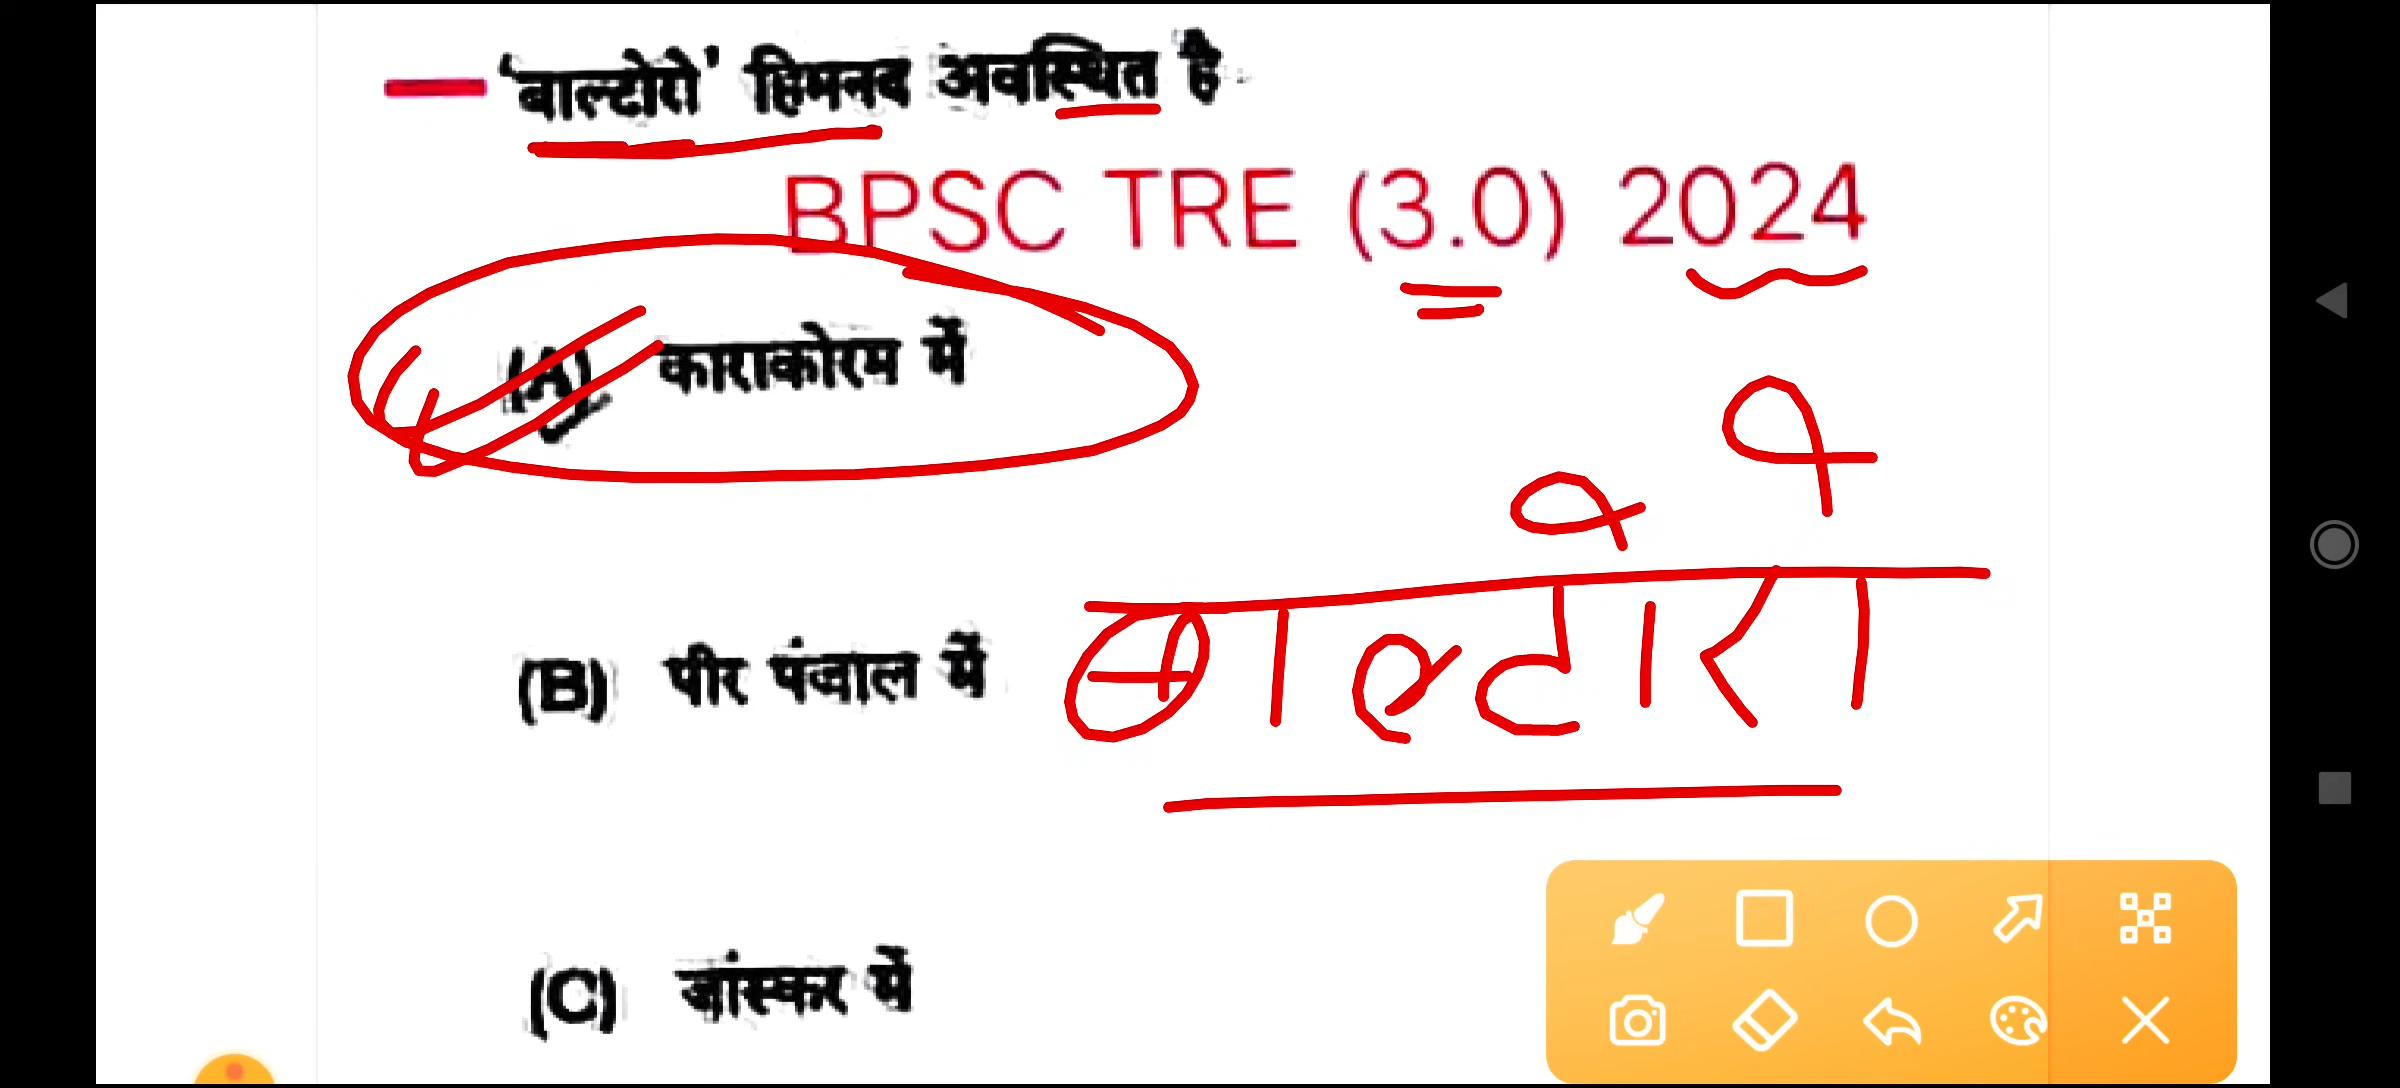 'बाल्टोरो' हिमनद अवस्थित है
BPSC TRE (3.0) 2024
(A) काराकोरम में
(B) पीर पंजाल में
बाल्टोरो
(C) जांस्कर में